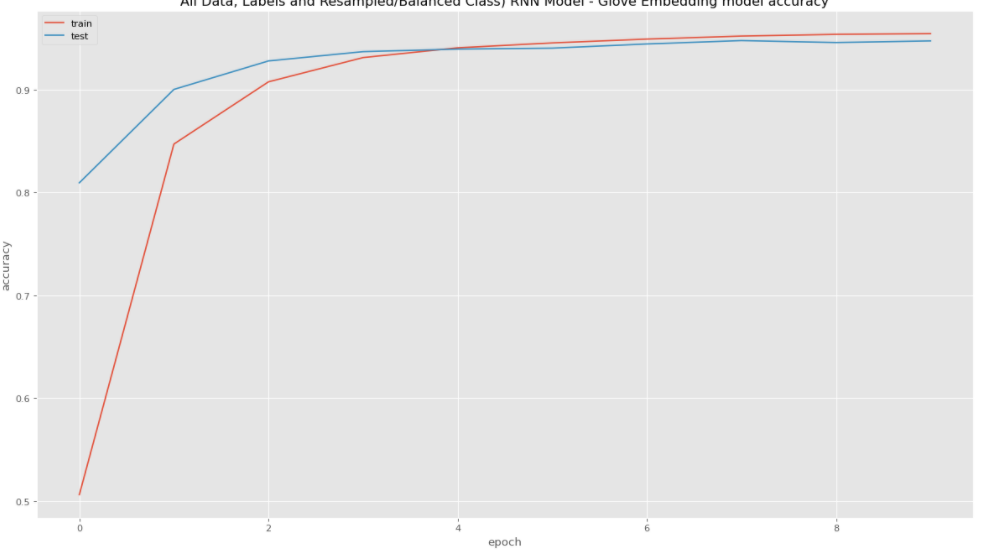 All Data, Labels and Resampled/Balanced Class) RNN Model - Glove Embedding model accuracy
train
test
0.9
0.8
0.7
0.6
0.5
accuracy
0 2 4 6 8
epoch